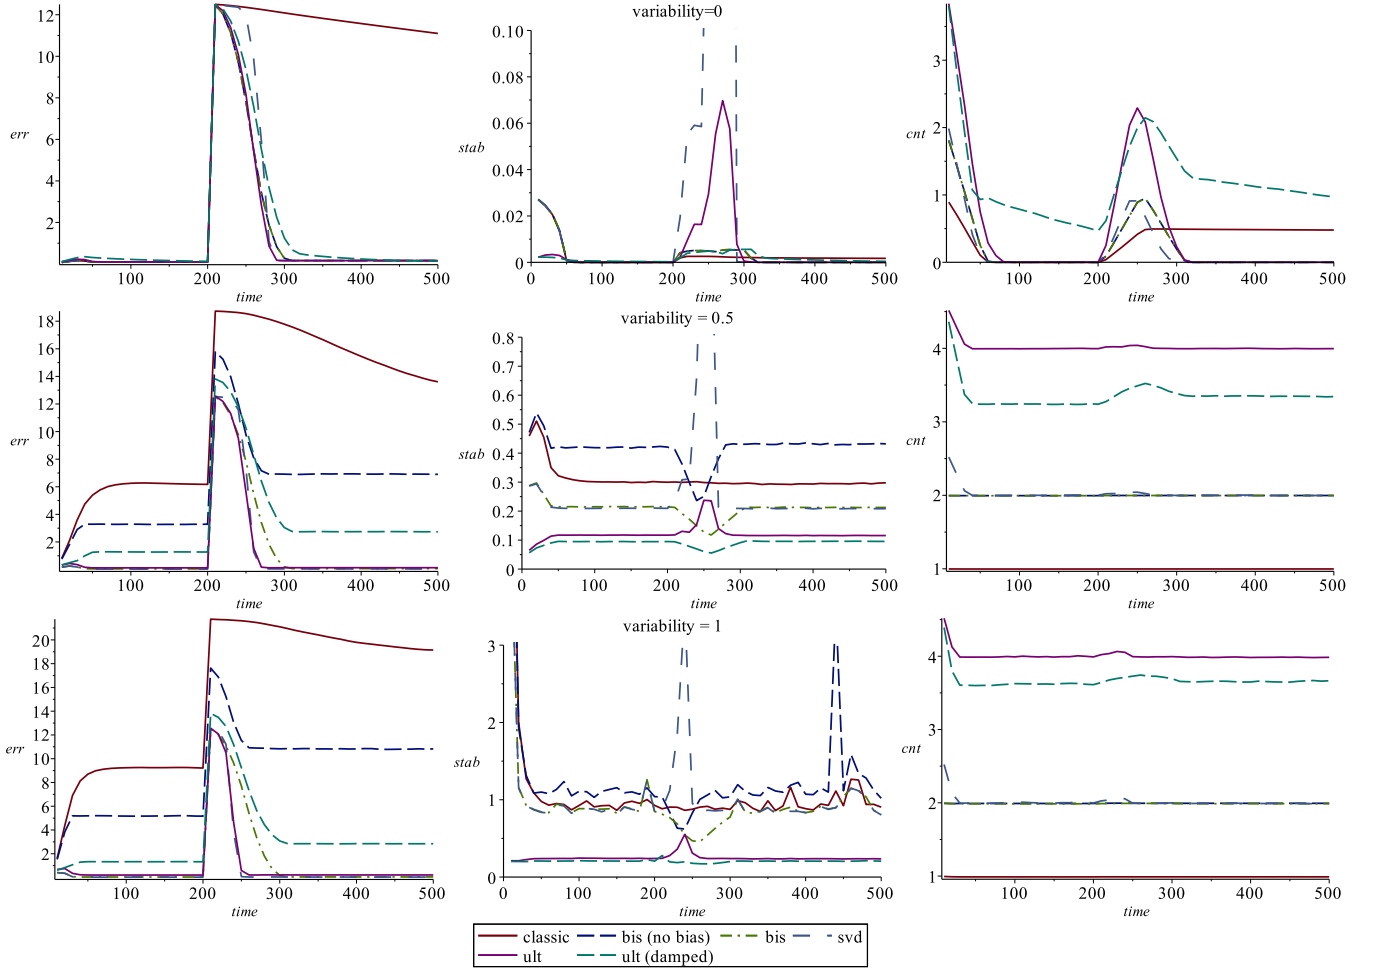 variability=0
12
10
8
6
4
2
err
100 200 300 400 500
time
0.10
0.08
0.06
0.04
0.02
0
stab
0 100 200 300 400 500
time
3
2
1
0
cnt
100 200 300 400 500
time
variability = 0.5
18
16
14
12
10
8
6
4
2
err
100 200 300 400 500
time
0.8
0.7
0.6
0.5
0.4
0.3
0.2
0.1
0
stab
0 100 200 300 400 500
time
4
3
2
1
cnt
100 200 300 400 500
time
variability = 1
20
18
16
14
12
10
8
6
4
2
err
100 200 300 400 500
time
3
2
1
0
stab
0 100 200 300 400 500
time
4
3
2
1
cnt
100 200 300 400 500
time
classic bis (no bias) bis svd
ult ult (damped)